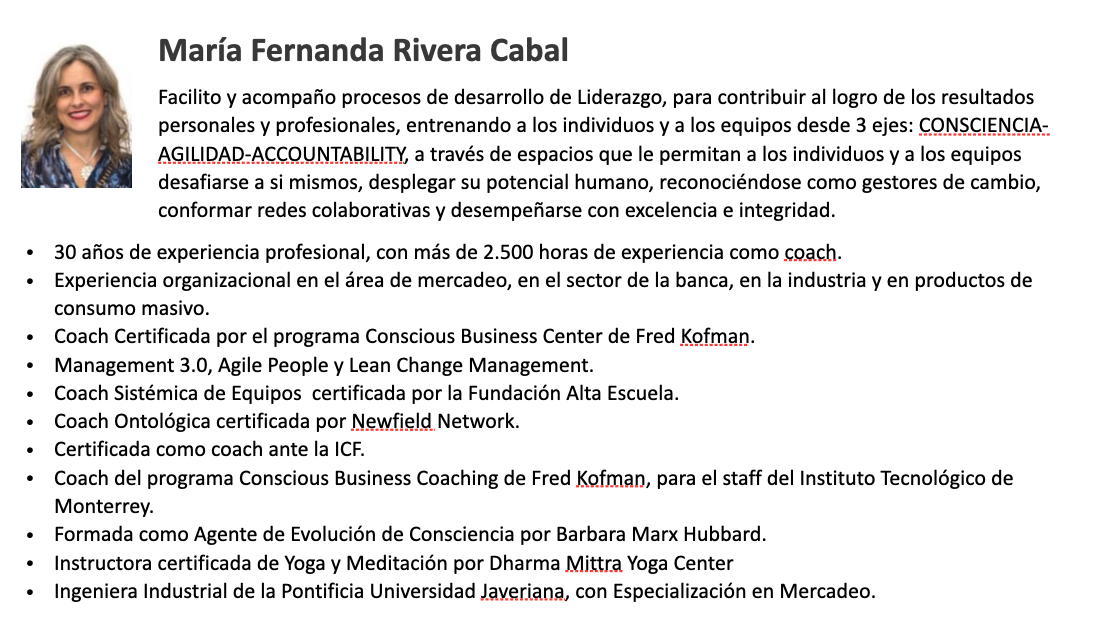 María Fernanda Rivera Cabal
Facilito y acompaño procesos de desarrollo de Liderazgo, para contribuir al logro de los resultados
personales y profesionales, entrenando a los individuos y a los equipos desde 3 ejes: CONSCIENCIA-
AGILIDAD-ACCOUNTABILITY, a través de espacios que le permitan a los individuos y a los equipos
desafiarse a si mismos, desplegar su potencial humano, reconociéndose como gestores de cambio,
conformar redes colaborativas y desempeñarse con excelencia e integridad.
• 30 años de experiencia profesional, con más de 2.500 horas de experiencia como coach.
• Experiencia organizacional en el área de mercadeo, en el sector de la banca, en la industria y en productos de
consumo masivo.
• Coach Certificada por el programa Conscious Business Center de Fred Kofman.
• Management 3.0, Agile People y Lean Change Management.
• Coach Sistémica de Equipos  certificada por la Fundación Alta Escuela.
• Coach Ontológica certificada por Newfield Network.
• Certificada como coach ante la ICF.
• Coach del programa Conscious Business Coaching de Fred Kofman, para el staff del Instituto Tecnológico de
Monterrey.
• Formada como Agente de Evolución de Consciencia por Barbara Marx Hubbard.
• Instructora certificada de Yoga y Meditación por Dharma Mittra Yoga Center
• Ingeniera Industrial de la Pontificia Universidad Javeriana, con Especialización en Mercadeo.